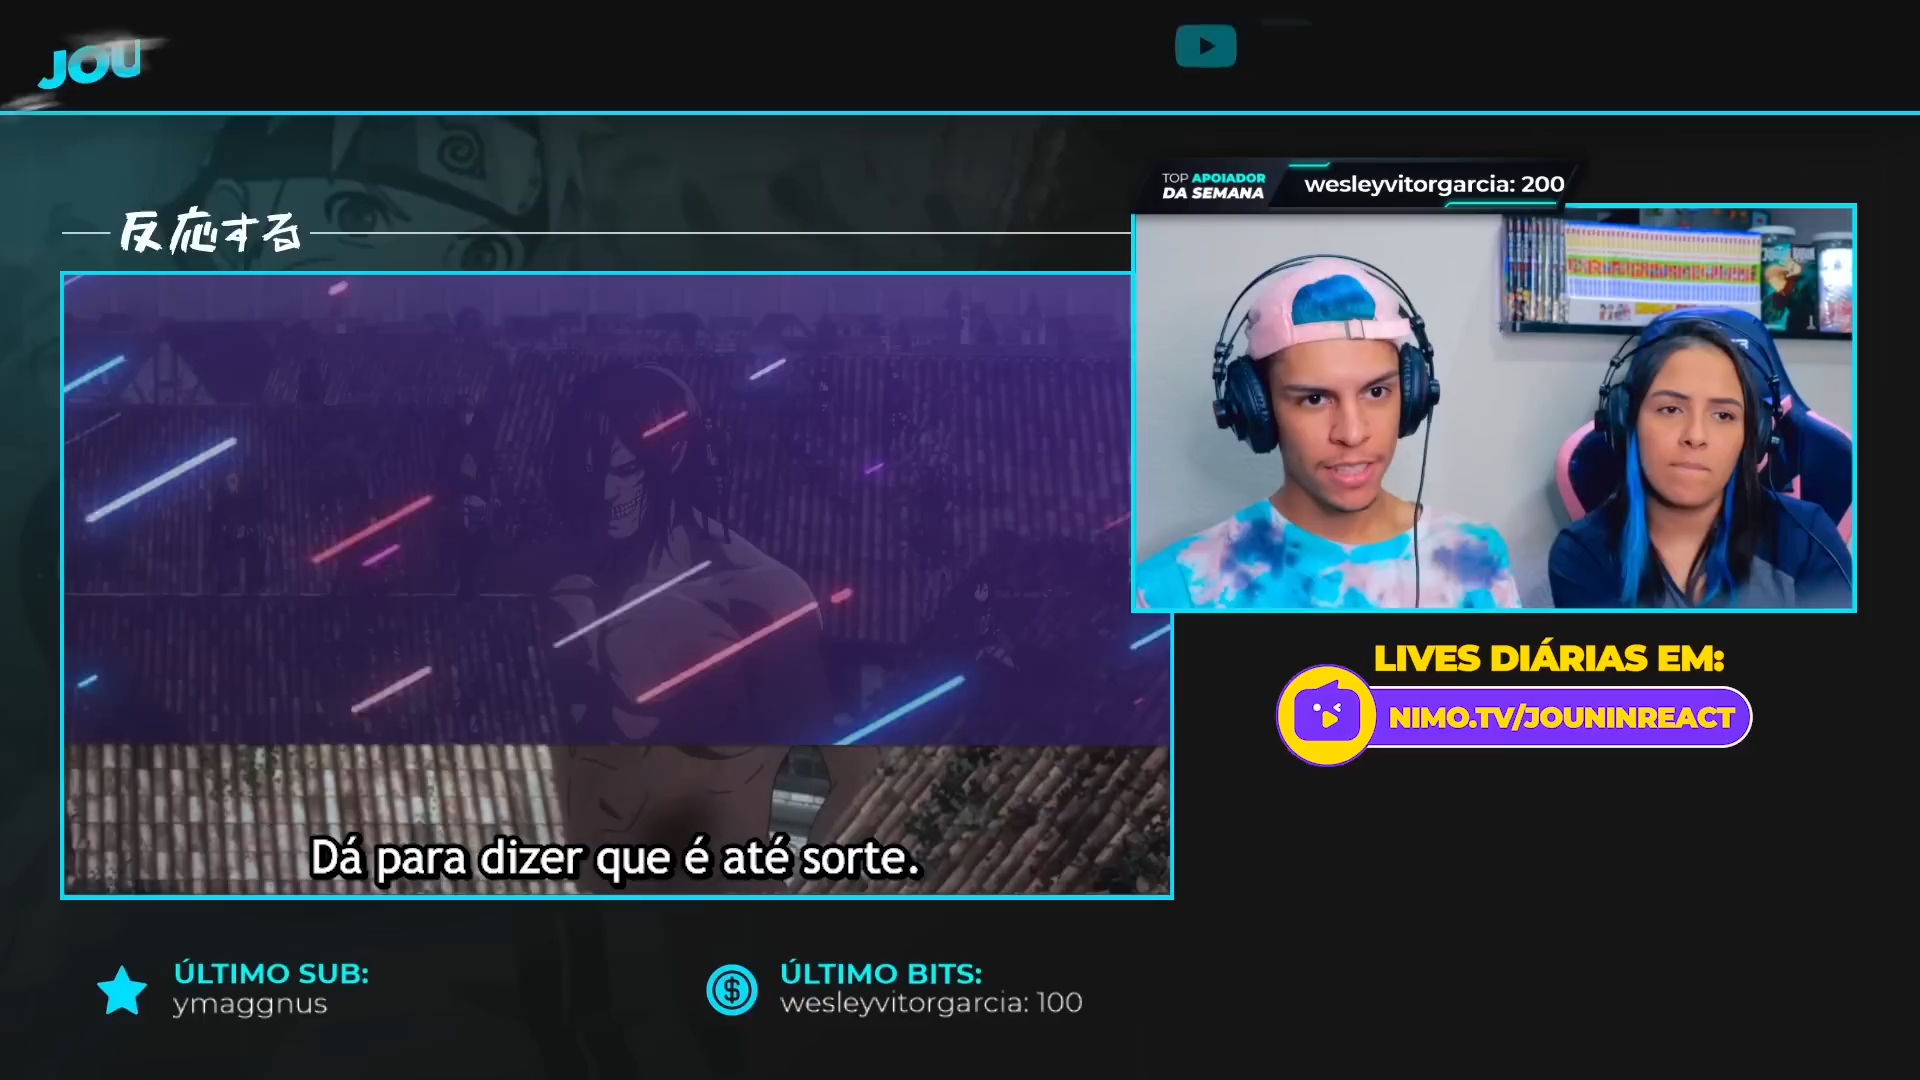 JOU
反応する
TOP APOIADOR
DA SEMANA
wesleyvitorgarcia: 200
LIVES DIÁRIAS EM:
NIMO.TV/JOUNINREACT
Dá para dizer que é até sorte.
ÚLTIMO SUB:
ymaggnus
ÚLTIMO BITS:
wesleyvitorgarcia: 100